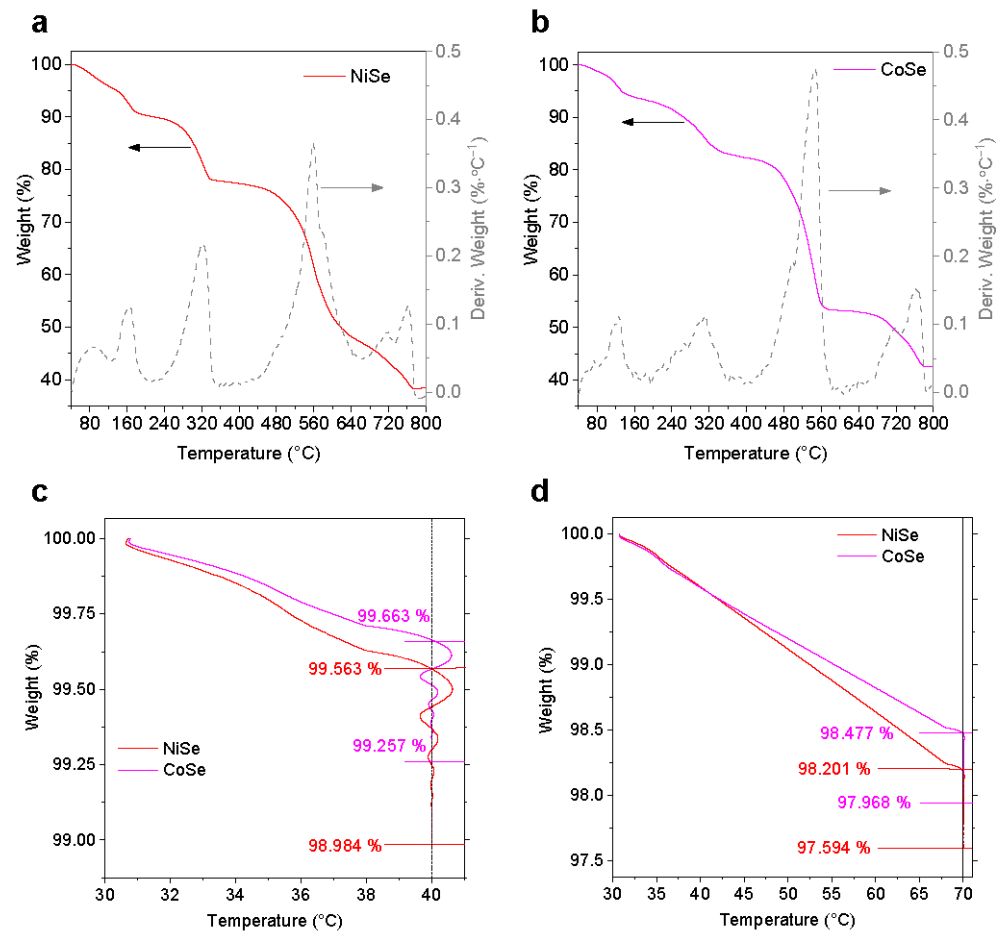 a
100
90
80
70
60
50
40
Weight (%)
NiSe
0.5
0.4
0.3
0.2
0.1
0.0
Deriv. Weight (%·°C⁻¹)
80 160 240 320 400 480 560 640 720 800
Temperature (°C)
b
100
90
80
70
60
50
40
Weight (%)
CoSe
0.5
0.4
0.3
0.2
0.1
0.0
Deriv. Weight (%·°C⁻¹)
80 160 240 320 400 480 560 640 720 800
Temperature (°C)
c
100.00
99.75
99.50
99.25
99.00
Weight (%)
99.663 %
99.563 %
99.257 %
98.984 %
NiSe
CoSe
30 32 34 36 38 40
Temperature (°C)
d
100.0
99.5
99.0
98.5
98.0
97.5
Weight (%)
NiSe
CoSe
98.477 %
98.201 %
97.968 %
97.594 %
30 35 40 45 50 55 60 65 70
Temperature (°C)